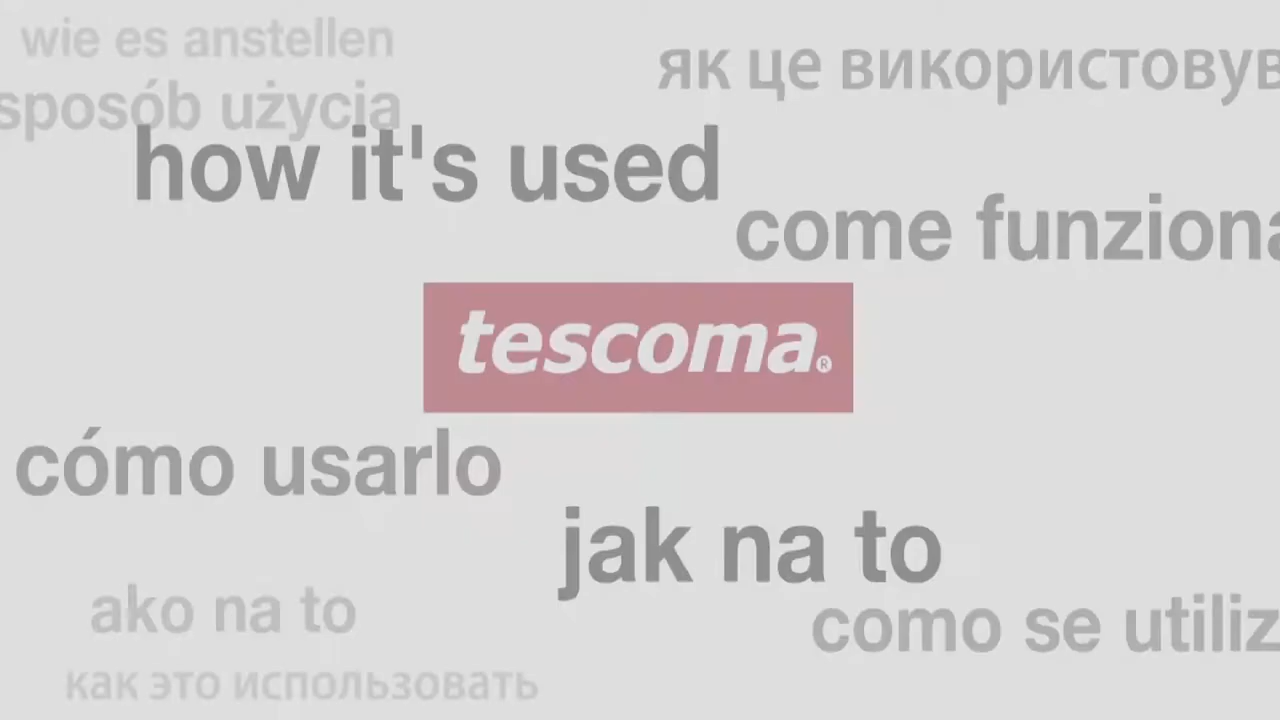 wie es anstellen
як це використовув
sposób użycia
how it's used
come funziona
tescoma®
cómo usarlo
jak na to
ako na to
como se utiliz
как это использовать